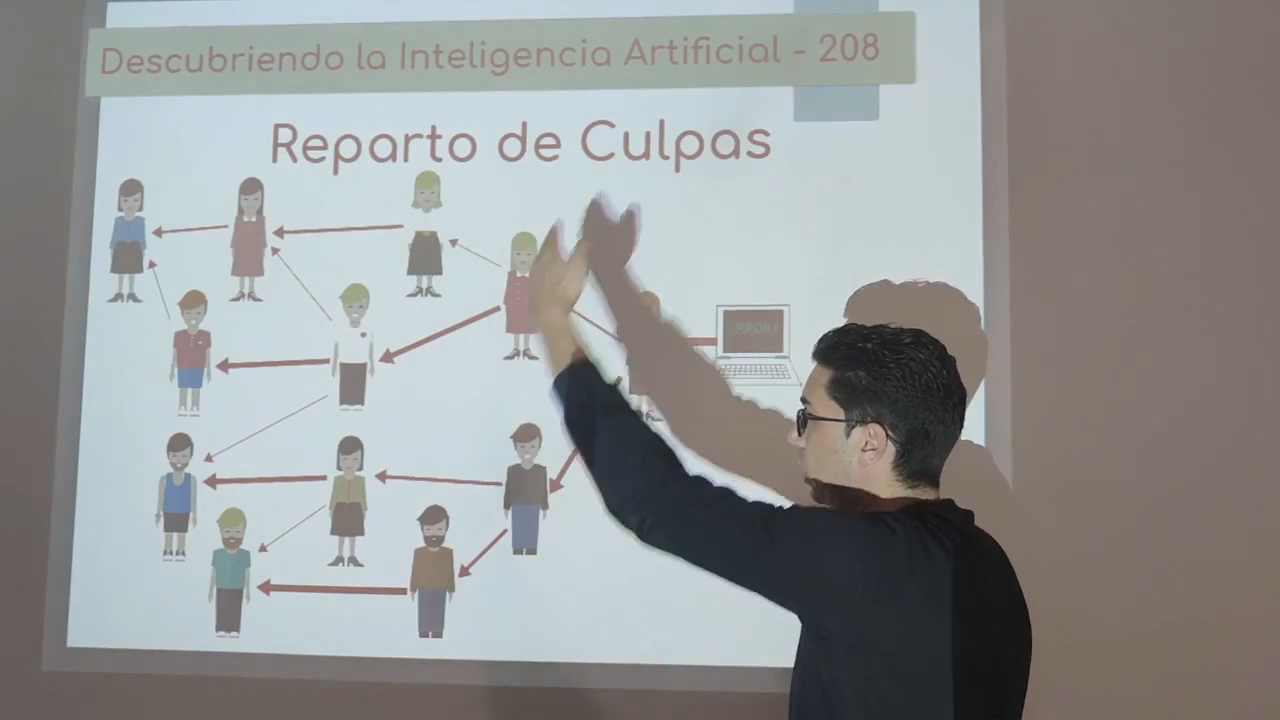 Descubriendo la Inteligencia Artificial - 208
Reparto de Culpas